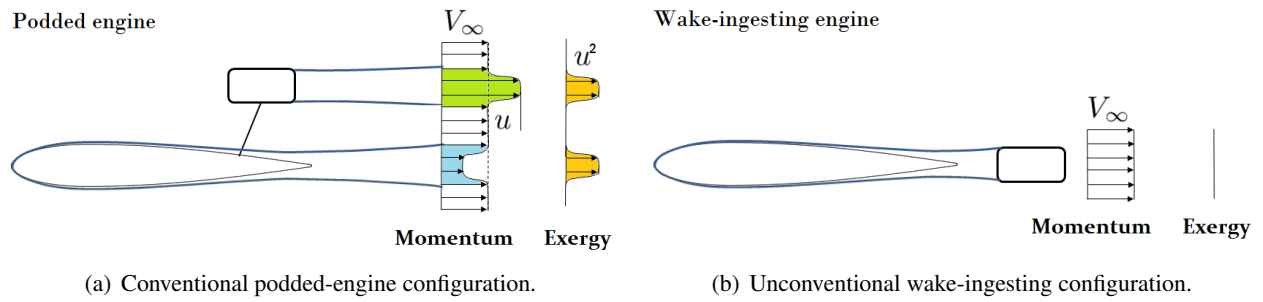 Podded engine
V∞
u²
u
Momentum Exergy
(a) Conventional podded-engine configuration.
Wake-ingesting engine
V∞
Momentum Exergy
(b) Unconventional wake-ingesting configuration.